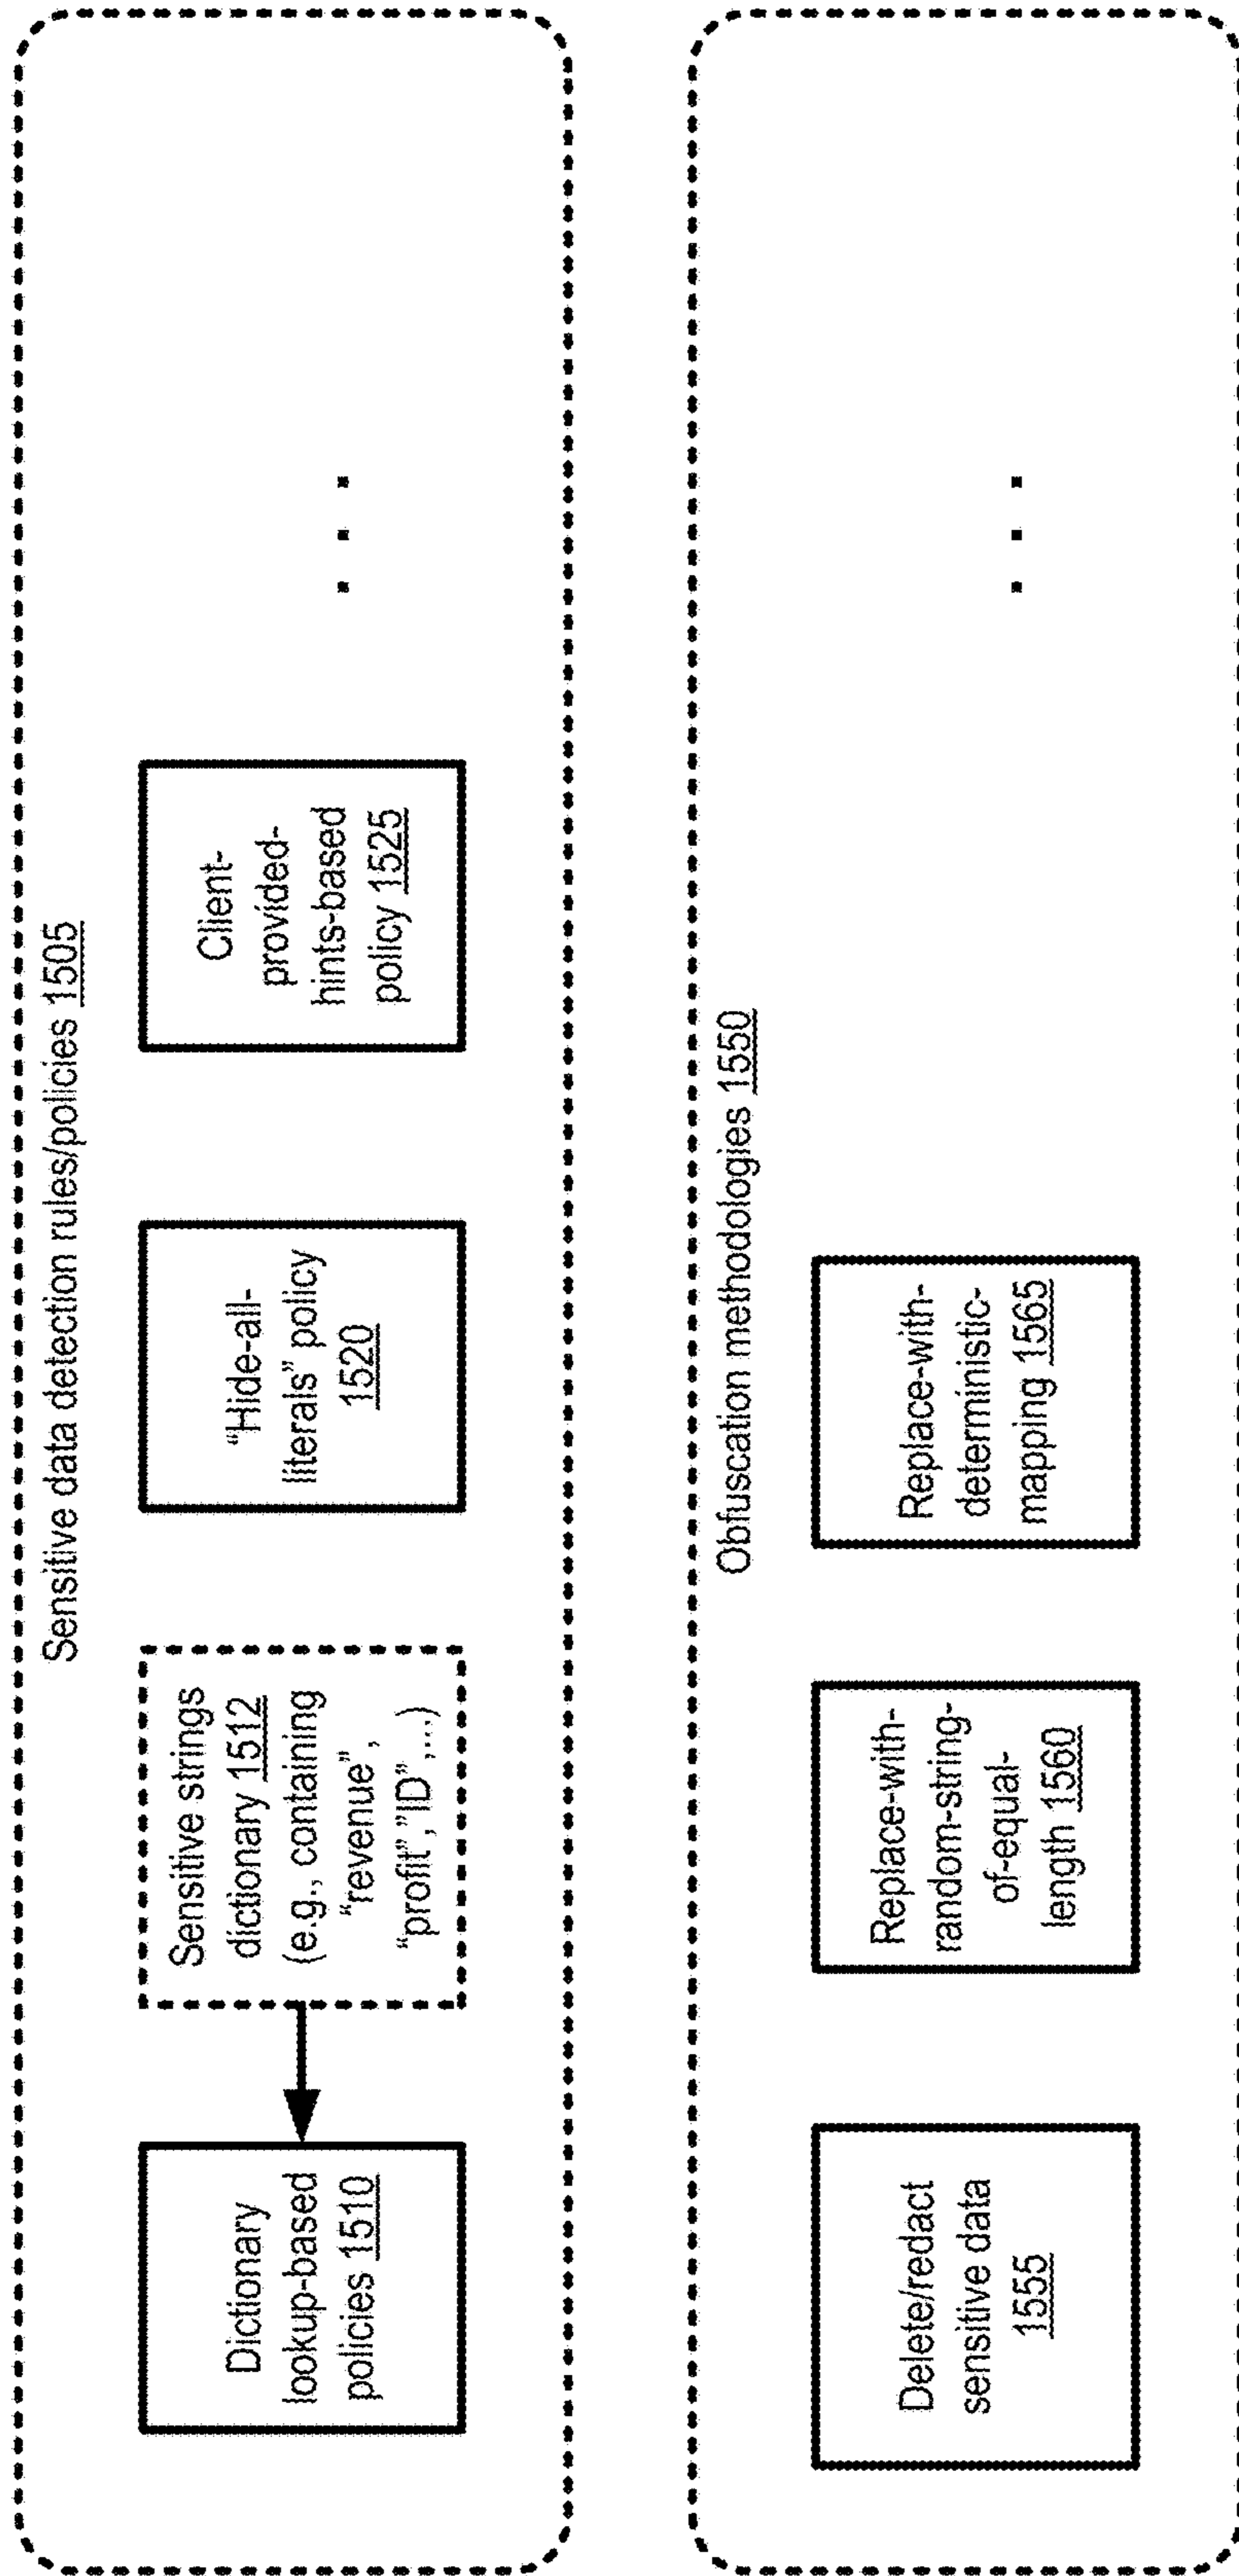 Sensitive data detection rules/policies 1505
Dictionary
lookup-based
policies 1510
Sensitive strings
dictionary 1512
(e.g., containing
“revenue”,
“profit”,”ID”,...)
“Hide-all-
literals” policy
1520
Client-
provided-
hints-based
policy 1525
. . .
Obfuscation methodologies 1550
Delete/redact
sensitive data
1555
Replace-with-
random-string-
of-equal-
length 1560
Replace-with-
deterministic-
mapping 1565
. . .